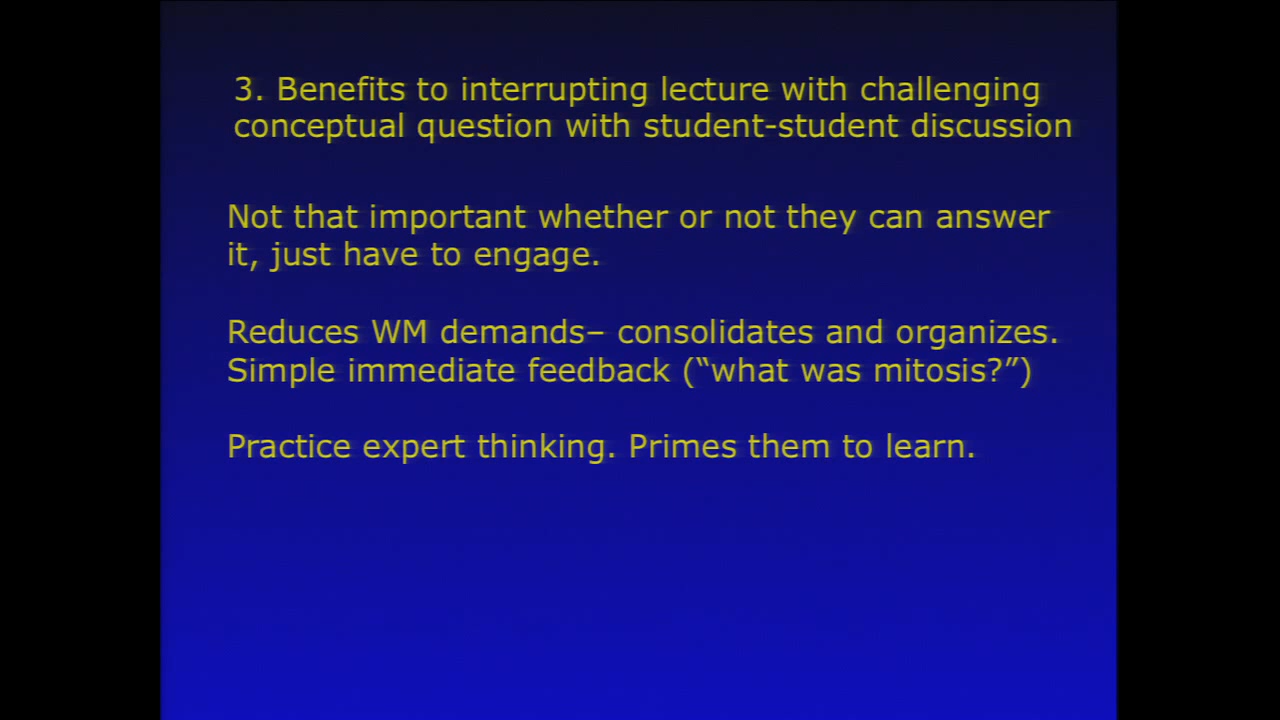 3. Benefits to interrupting lecture with challenging
conceptual question with student-student discussion
Not that important whether or not they can answer
it, just have to engage.
Reduces WM demands– consolidates and organizes.
Simple immediate feedback (“what was mitosis?”)
Practice expert thinking. Primes them to learn.